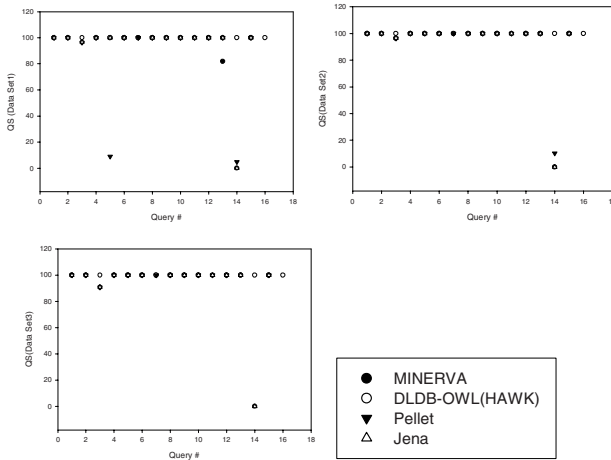 120
100
80
60
40
20
0
QS (Data Set1)
0 2 4 6 8 10 12 14 16 18
Query #
120
100
80
60
40
20
0
QS(Data Set2)
0 2 4 6 8 10 12 14 16 18
Query #
120
100
80
60
40
20
0
QS(Data Set3)
0 2 4 6 8 10 12 14 16 18
Query #
MINERVA
DLDB-OWL(HAWK)
Pellet
Jena